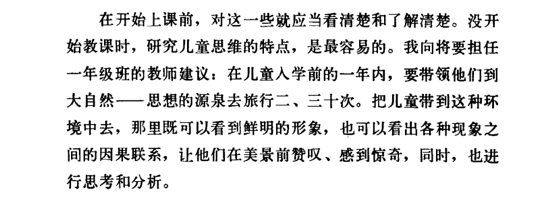 在开始上课前，对这一些就应当看清楚和了解清楚。没开
始教课时，研究儿童思维的特点，是最容易的。我向将要担任
一年级班的教师建议：在儿童入学前的一年内，要带领他们到
大自然——思想的源泉去旅行二、三十次。把儿童带到这种环
境中去，那里既可以看到鲜明的形象，也可以看出各种现象之
间的因果联系，让他们在美景前赞叹、感到惊奇，同时，也进
行思考和分析。